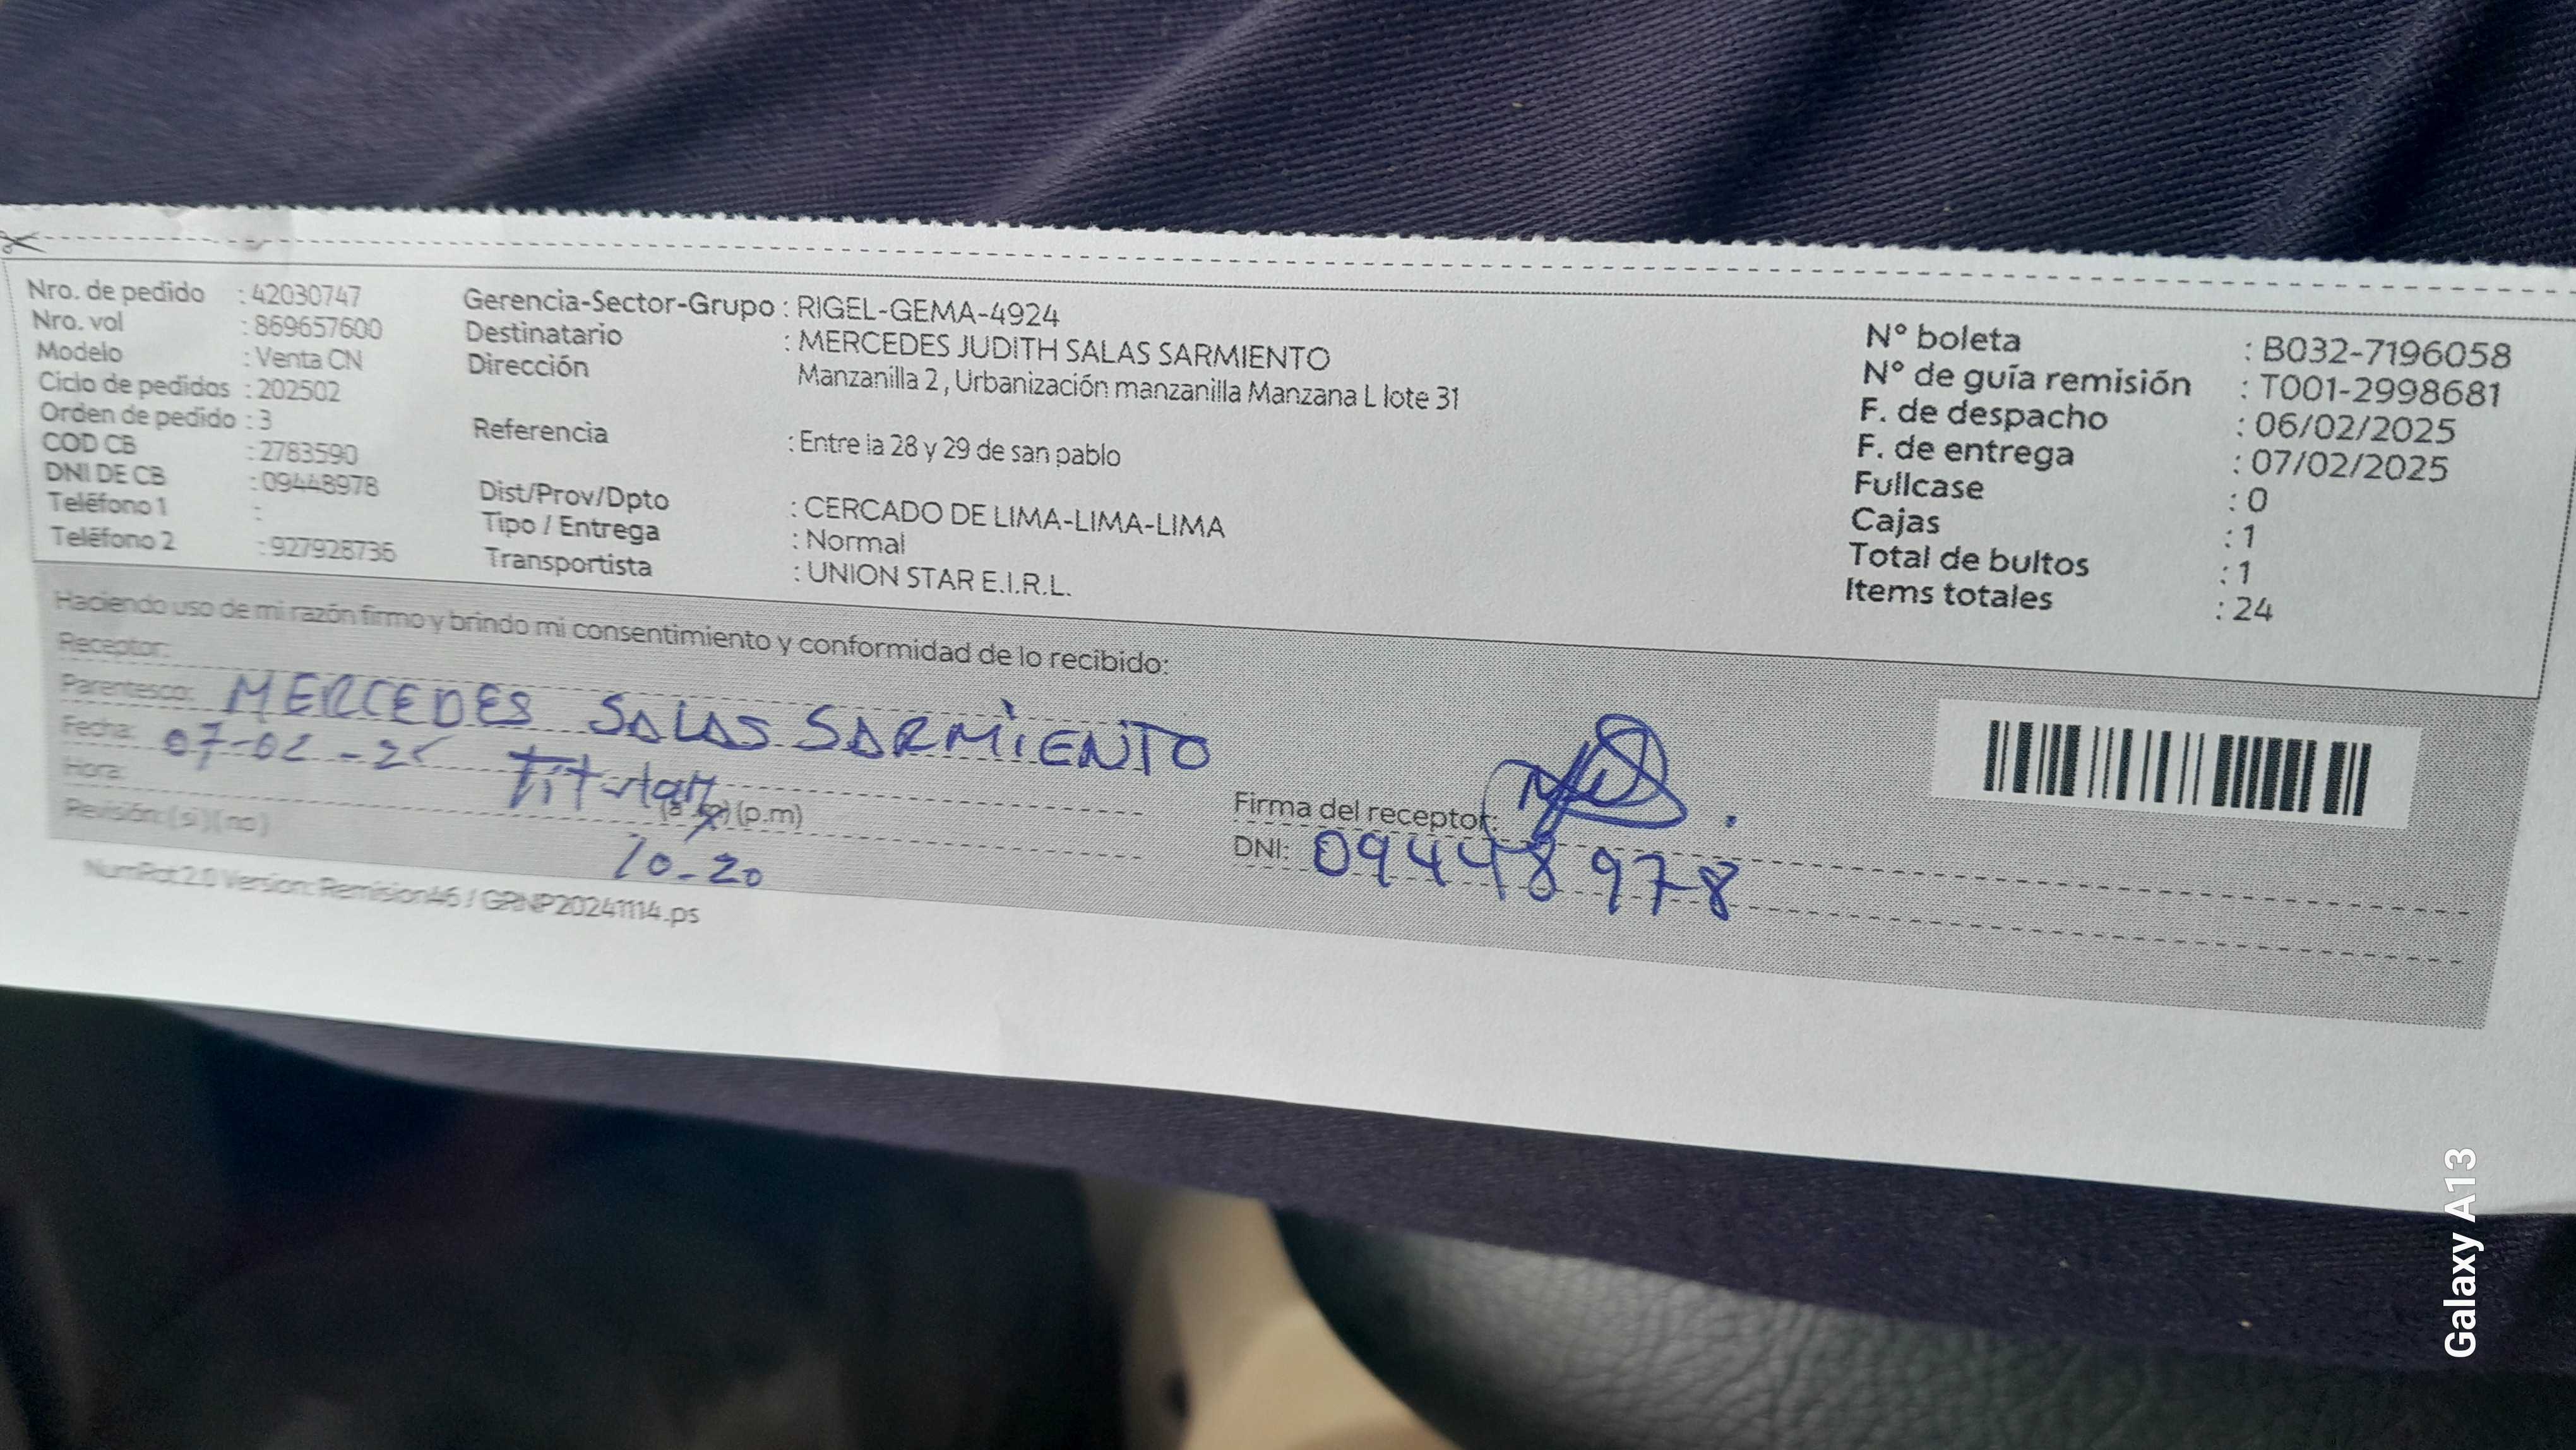 Nro. de pedido : 42030747
Nro. vol : 869657600
Modelo : Venta CN
Ciclo de pedidos : 202502
Orden de pedido : 3
COD CB : 2783590
DNI DE CB : 09448978
Teléfono 1 :
Teléfono 2 : 927928736
Gerencia-Sector-Grupo : RIGEL-GEMA-4924
Destinatario : MERCEDES JUDITH SALAS SARMIENTO
Dirección Manzanilla 2 , Urbanización manzanilla Manzana L lote 31
Referencia : Entre la 28 y 29 de san pablo
Dist/Prov/Dpto : CERCADO DE LIMA-LIMA-LIMA
Tipo / Entrega : Normal
Transportista : UNION STAR E.I.R.L.
N° boleta : B032-7196058
N° de guía remisión : T001-2998681
F. de despacho : 06/02/2025
F. de entrega : 07/02/2025
Fullcase : 0
Cajas : 1
Total de bultos : 1
Items totales : 24
Haciendo uso de mi razón firmo y brindo mi consentimiento y conformidad de lo recibido:
Receptor:
Parentesco: MERCEDES SALAS SARMIENTO
Fecha: 07-02-25 Titular
Hora: (a.m) (p.m)
Revisión: (si) (no) 10-20
Firma del receptor:
DNI: 09448978
NumRot2.0 Version: Remision46 / GRNP20241114.ps
Galaxy A13